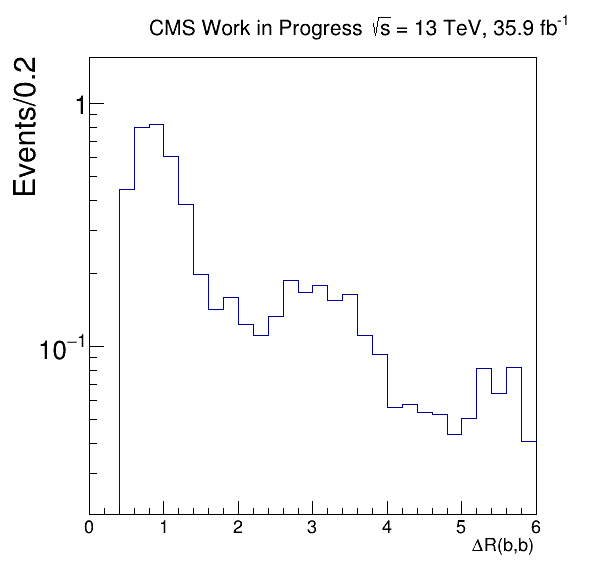 CMS Work in Progress √s = 13 TeV, 35.9 fb⁻¹
Events/0.2
1
10⁻¹
0 1 2 3 4 5 6
ΔR(b,b)